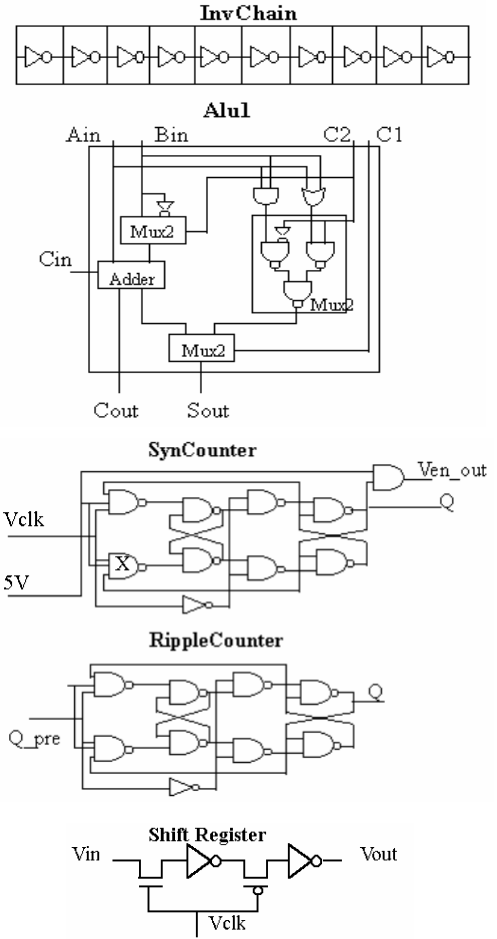 InvChain
Alu1
Ain Bin C2 C1
Mux2
Cin
Adder
Mux2
Mux2
Cout Sout
SynCounter
Ven_out
Q
Vclk
X
5V
RippleCounter
Q
Q_pre
Shift Register
Vin Vout
Vclk